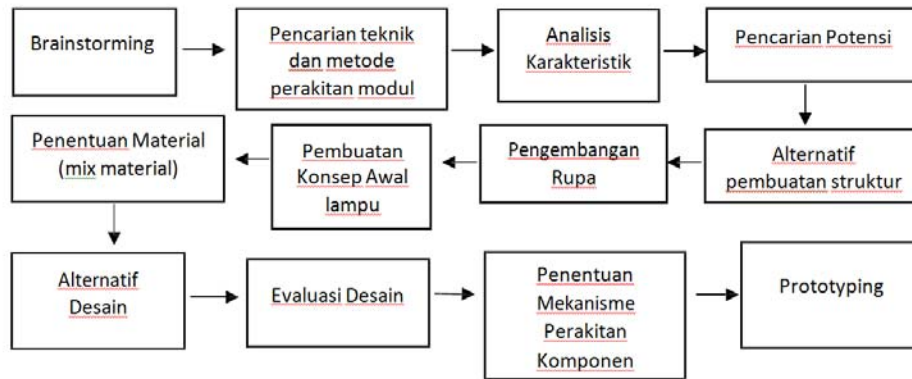 Brainstorming
Pencarian teknik
dan metode
perakitan modul
Analisis
Karakteristik
Pencarian Potensi
Alternatif
pembuatan struktur
Pengembangan
Rupa
Pembuatan
Konsep Awal
lampu
Penentuan Material
(mix material)
Alternatif
Desain
Evaluasi Desain
Penentuan
Mekanisme
Perakitan
Komponen
Prototyping